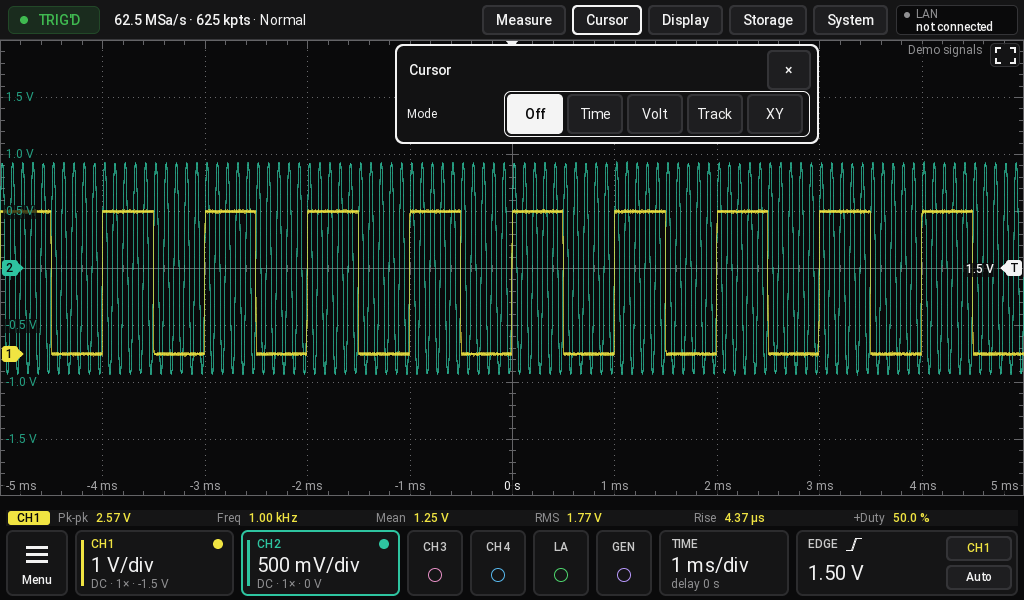 TRIG'D
62.5 MSa/s · 625 kpts · Normal
Measure
Cursor
Display
Storage
System
LAN
not connected
Demo signals
Cursor
×
Mode
Off
Time
Volt
Track
XY
1.5 V
1.0 V
0.5 V
2
1.5 V
T
-0.5 V
1
-1.0 V
-1.5 V
-5 ms
-4 ms
-3 ms
-2 ms
-1 ms
0 s
1 ms
2 ms
3 ms
4 ms
5 ms
CH1
Pk-pk 2.57 V
Freq 1.00 kHz
Mean 1.25 V
RMS 1.77 V
Rise 4.37 µs
+Duty 50.0 %
Menu
CH1
1 V/div
DC · 1× · -1.5 V
CH2
500 mV/div
DC · 1× · 0 V
CH3
CH4
LA
GEN
TIME
1 ms/div
delay 0 s
EDGE
1.50 V
CH1
Auto